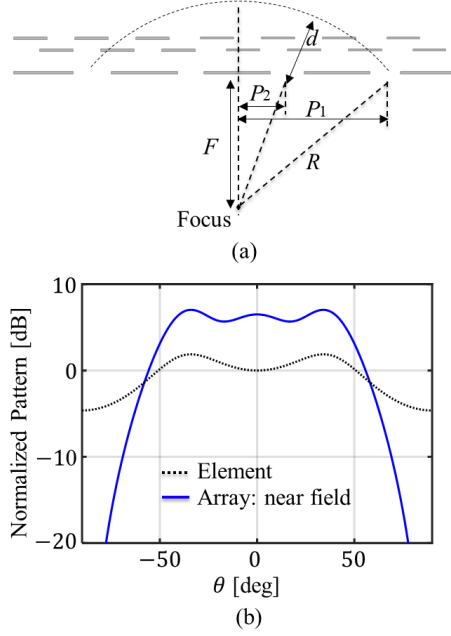 d
P2
P1
F
R
Focus
(a)
Normalized Pattern [dB]
10
0
−10
−20
Element
Array: near field
−50
0
50
θ [deg]
(b)